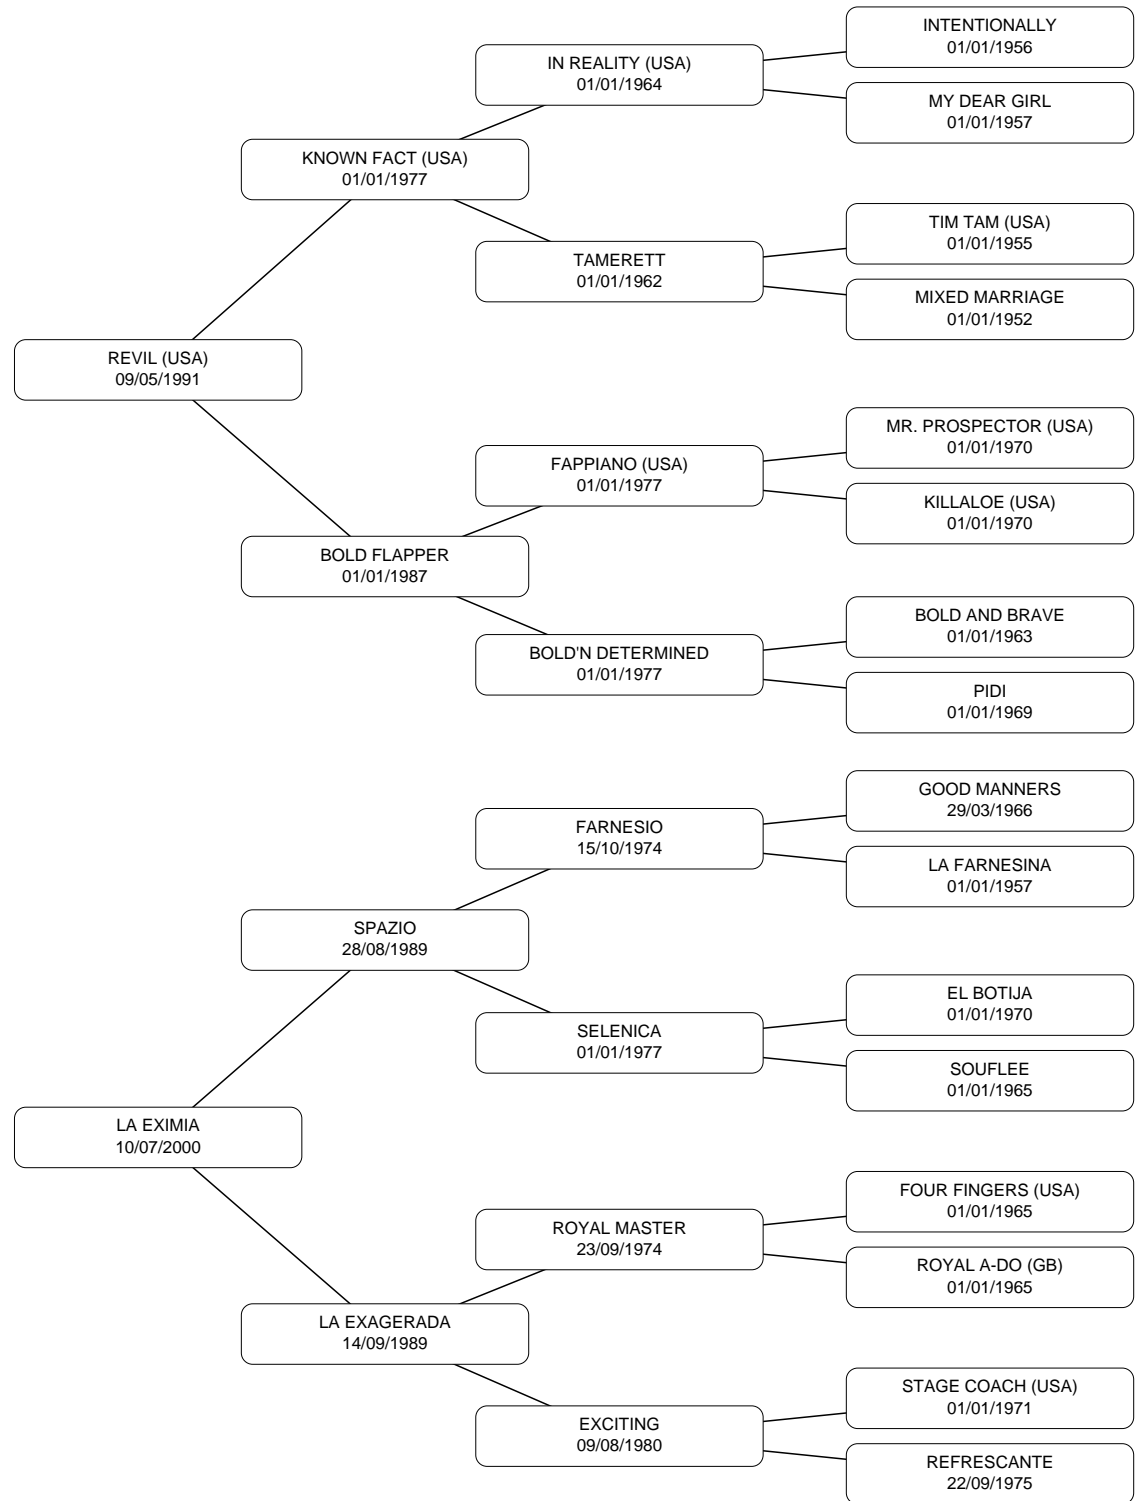 INTENTIONALLY
01/01/1956
IN REALITY (USA)
01/01/1964
MY DEAR GIRL
01/01/1957
KNOWN FACT (USA)
01/01/1977
TIM TAM (USA)
01/01/1955
TAMERETT
01/01/1962
MIXED MARRIAGE
01/01/1952
REVIL (USA)
09/05/1991
MR. PROSPECTOR (USA)
01/01/1970
FAPPIANO (USA)
01/01/1977
KILLALOE (USA)
01/01/1970
BOLD FLAPPER
01/01/1987
BOLD AND BRAVE
01/01/1963
BOLD'N DETERMINED
01/01/1977
PIDI
01/01/1969
GOOD MANNERS
29/03/1966
FARNESIO
15/10/1974
LA FARNESINA
01/01/1957
SPAZIO
28/08/1989
EL BOTIJA
01/01/1970
SELENICA
01/01/1977
SOUFLEE
01/01/1965
LA EXIMIA
10/07/2000
FOUR FINGERS (USA)
01/01/1965
ROYAL MASTER
23/09/1974
ROYAL A-DO (GB)
01/01/1965
LA EXAGERADA
14/09/1989
STAGE COACH (USA)
01/01/1971
EXCITING
09/08/1980
REFRESCANTE
22/09/1975